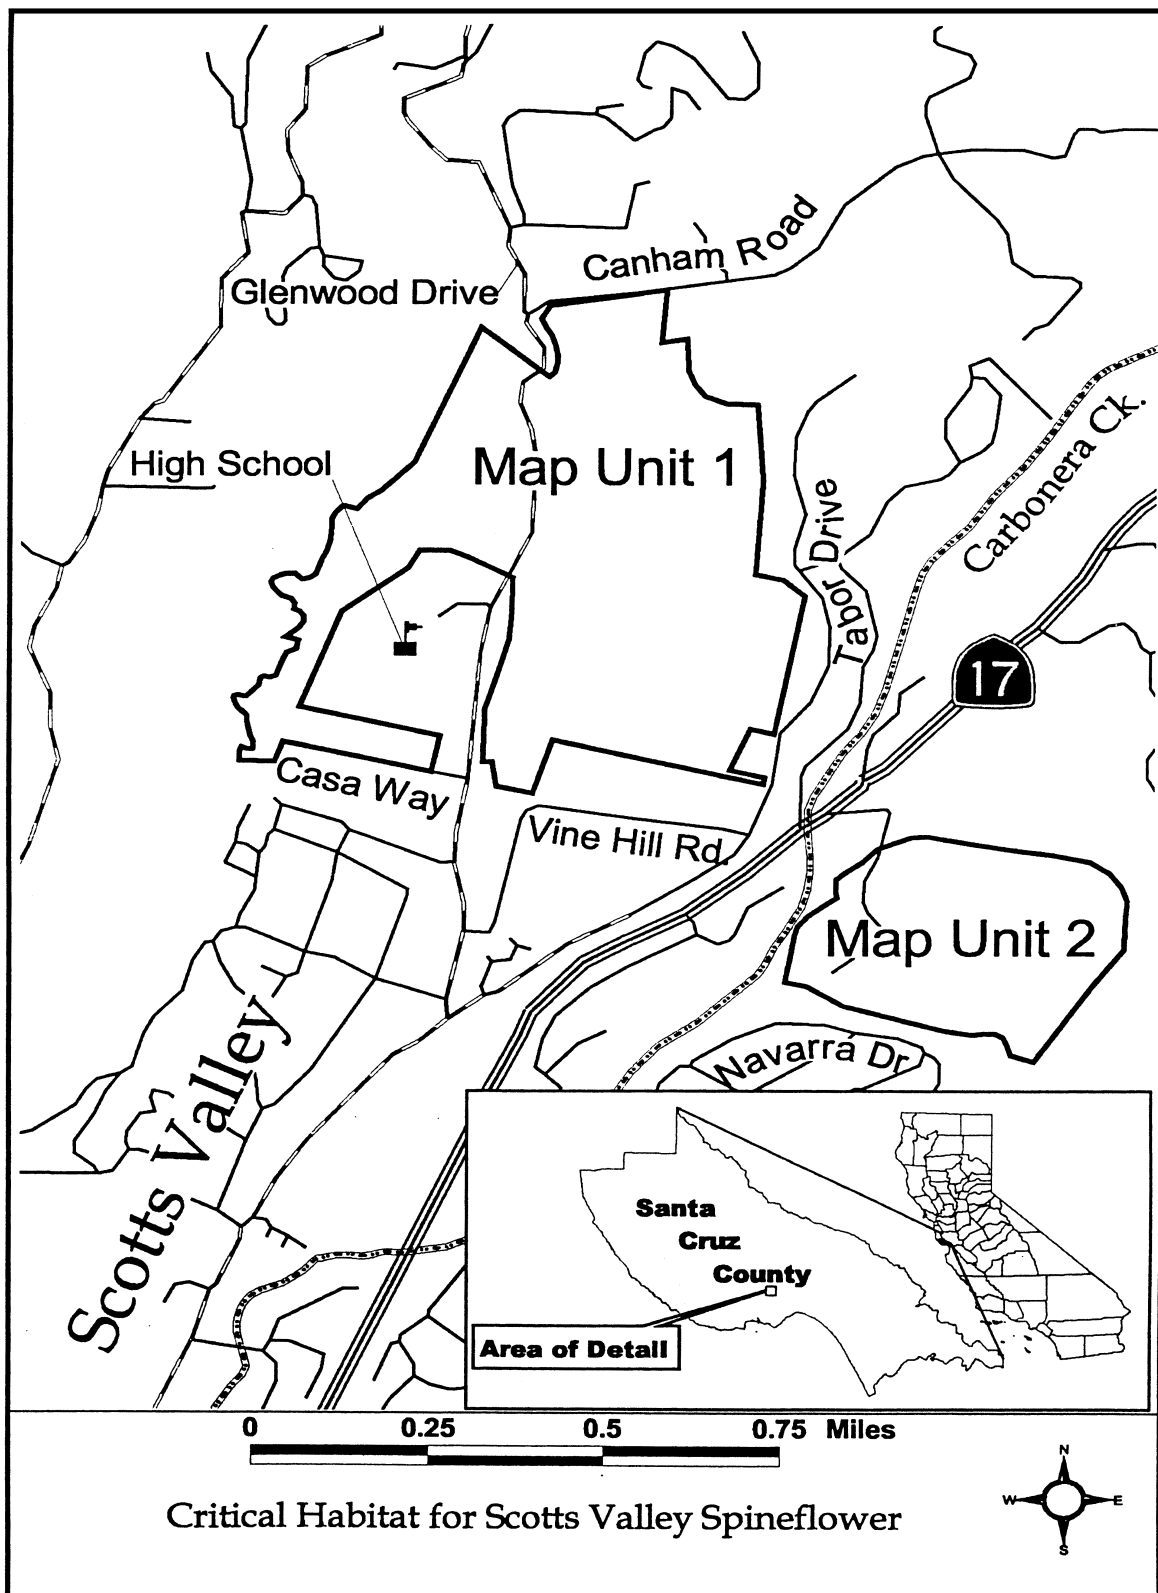 Canham Road
Glenwood Drive
High School
Map Unit 1
Tabor Drive
Carbonera Ck.
17
Casa Way
Vine Hill Rd.
Map Unit 2
Scotts Valley
Navarra Dr
Santa
Cruz
County
Area of Detail
0 0.25 0.5 0.75 Miles
N
W E
S
Critical Habitat for Scotts Valley Spineflower